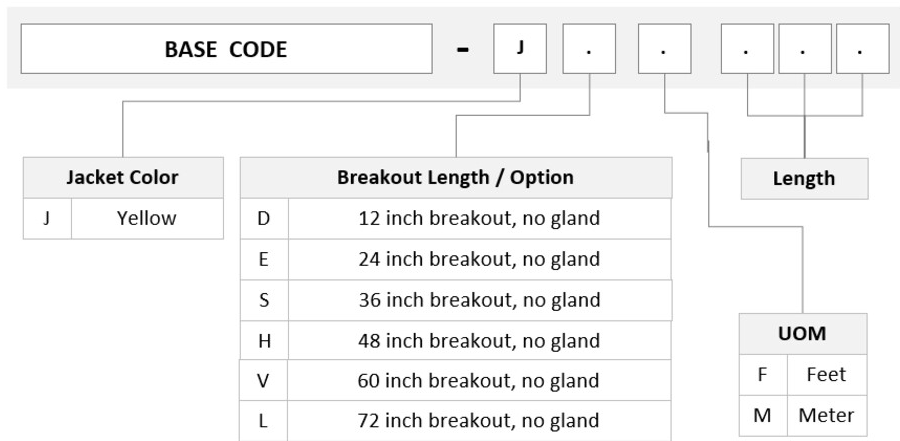 BASE CODE - J . . . . .
Jacket Color
J Yellow
Breakout Length / Option
D 12 inch breakout, no gland
E 24 inch breakout, no gland
S 36 inch breakout, no gland
H 48 inch breakout, no gland
V 60 inch breakout, no gland
L 72 inch breakout, no gland
Length
UOM
F Feet
M Meter